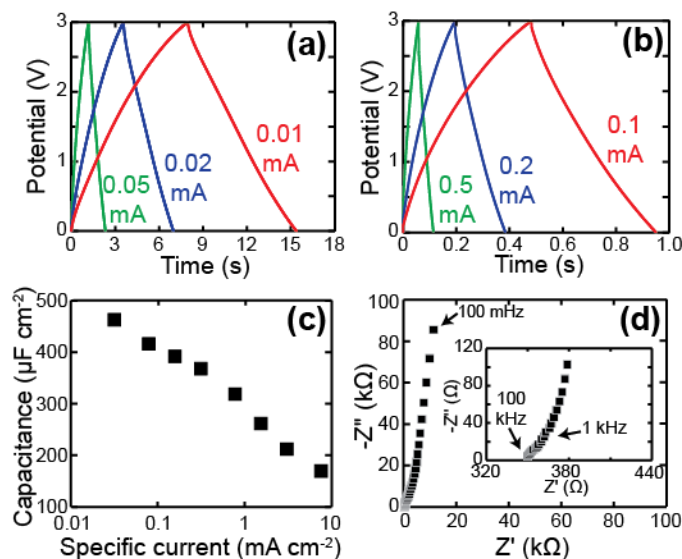 (a)
Potential (V)
3
2
1
0
0.01
mA
0.02
mA
0.05
mA
0 3 6 9 12 15 18
Time (s)
(b)
Potential (V)
3
2
1
0
0.1
mA
0.2
mA
0.5
mA
0 0.2 0.4 0.6 0.8 1.0
Time (s)
(c)
Capacitance (µF cm-2)
500
400
300
200
100
0.01 0.1 1 10
Specific current (mA cm-2)
(d)
-Z'' (kΩ)
100
80
60
40
20
0
100 mHz
-Z'' (Ω)
120
80
40
0
100
kHz
1 kHz
320 380 440
Z' (Ω)
0 20 40 60 80 100
Z' (kΩ)